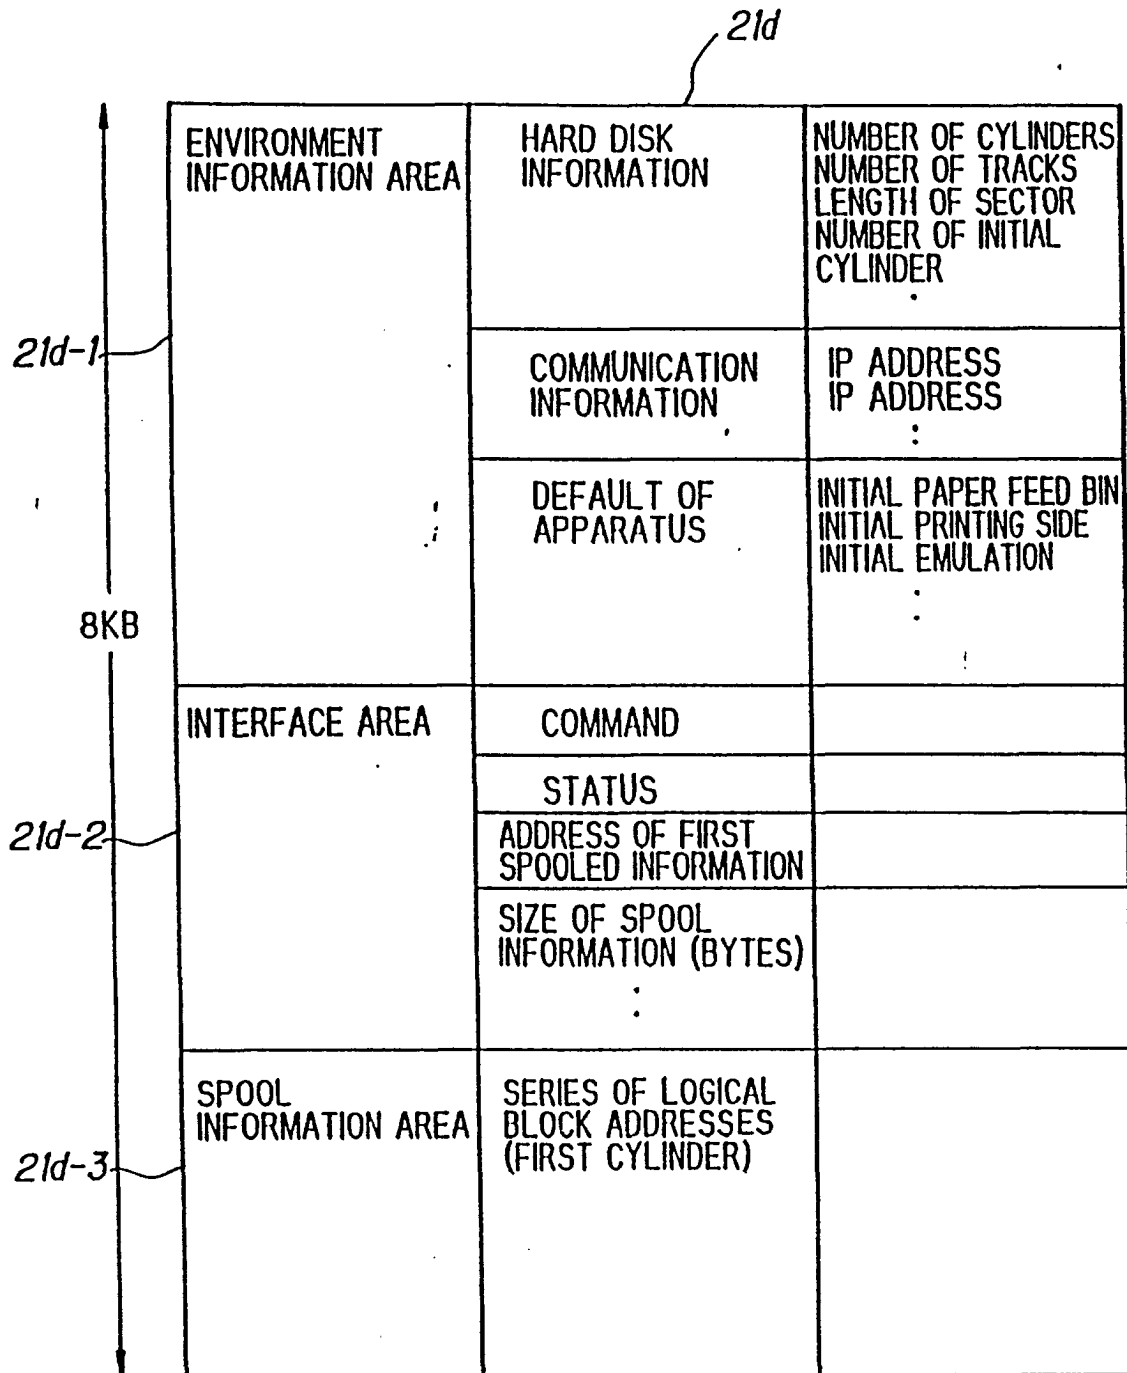 21d
ENVIRONMENT
INFORMATION AREA
HARD DISK
INFORMATION
NUMBER OF CYLINDERS
NUMBER OF TRACKS
LENGTH OF SECTOR
NUMBER OF INITIAL
CYLINDER
21d-1
COMMUNICATION
INFORMATION
IP ADDRESS
IP ADDRESS
DEFAULT OF
APPARATUS
INITIAL PAPER FEED BIN
INITIAL PRINTING SIDE
INITIAL EMULATION
8KB
INTERFACE AREA
COMMAND
STATUS
21d-2
ADDRESS OF FIRST
SPOOLED INFORMATION
SIZE OF SPOOL
INFORMATION (BYTES)
SPOOL
INFORMATION AREA
SERIES OF LOGICAL
BLOCK ADDRESSES
(FIRST CYLINDER)
21d-3